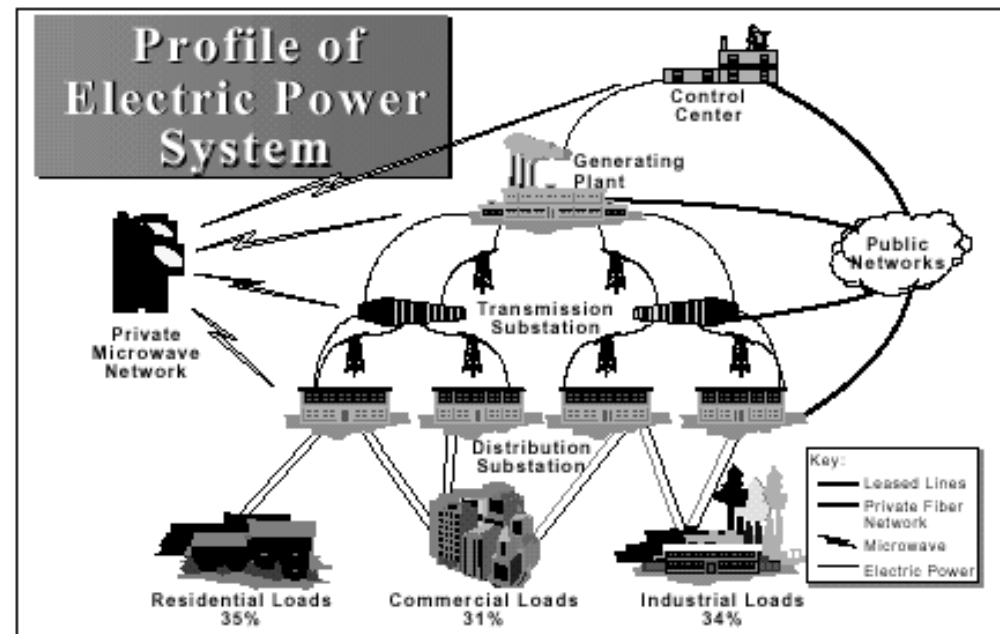 Profile of
Electric Power
System
Control
Center
Generating
Plant
Public
Networks
Transmission
Substation
Private
Microwave
Network
Distribution
Substation
Key:
Leased Lines
Private Fiber
Network
Microwave
Electric Power
Residential Loads
35%
Commercial Loads
31%
Industrial Loads
34%